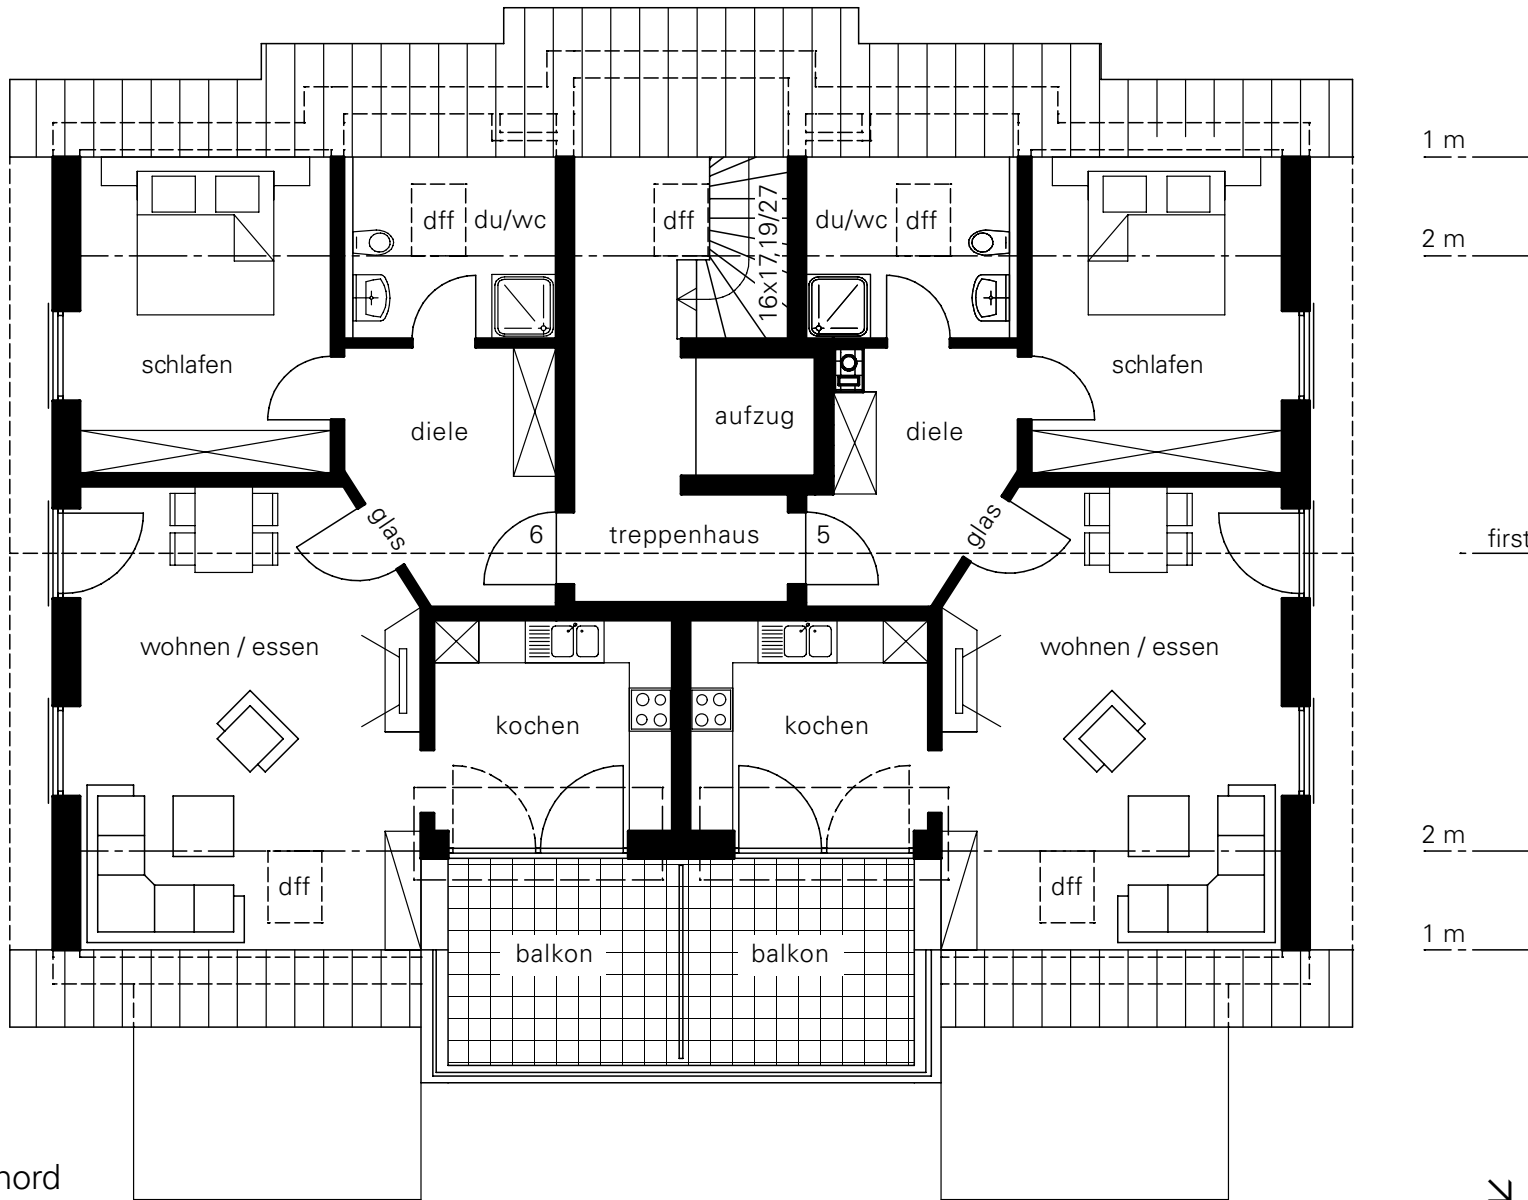 1 m
dff
du/wc
dff
16x17,19/27
du/wc
dff
2 m
schlafen
schlafen
diele
aufzug
diele
glas
6
treppenhaus
5
glas
first
wohnen / essen
wohnen / essen
kochen
kochen
2 m
dff
dff
1 m
balkon
balkon
nord